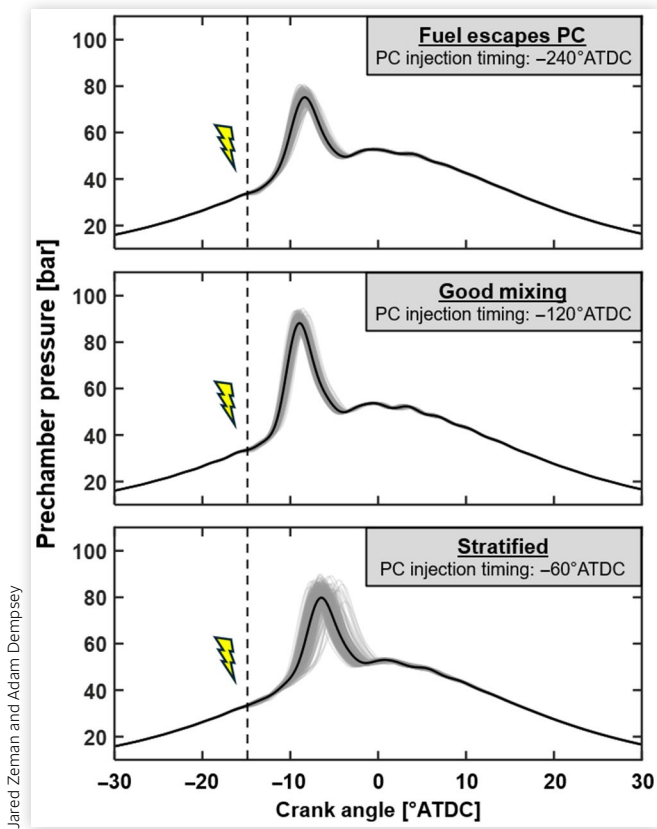 Fuel escapes PC
PC injection timing: –240°ATDC
100
80
60
40
20
Good mixing
PC injection timing: –120°ATDC
100
80
60
40
20
Stratified
PC injection timing: –60°ATDC
100
80
60
40
20
Prechamber pressure [bar]
–30 –20 –10 0 10 20 30
Crank angle [°ATDC]
Jared Zeman and Adam Dempsey